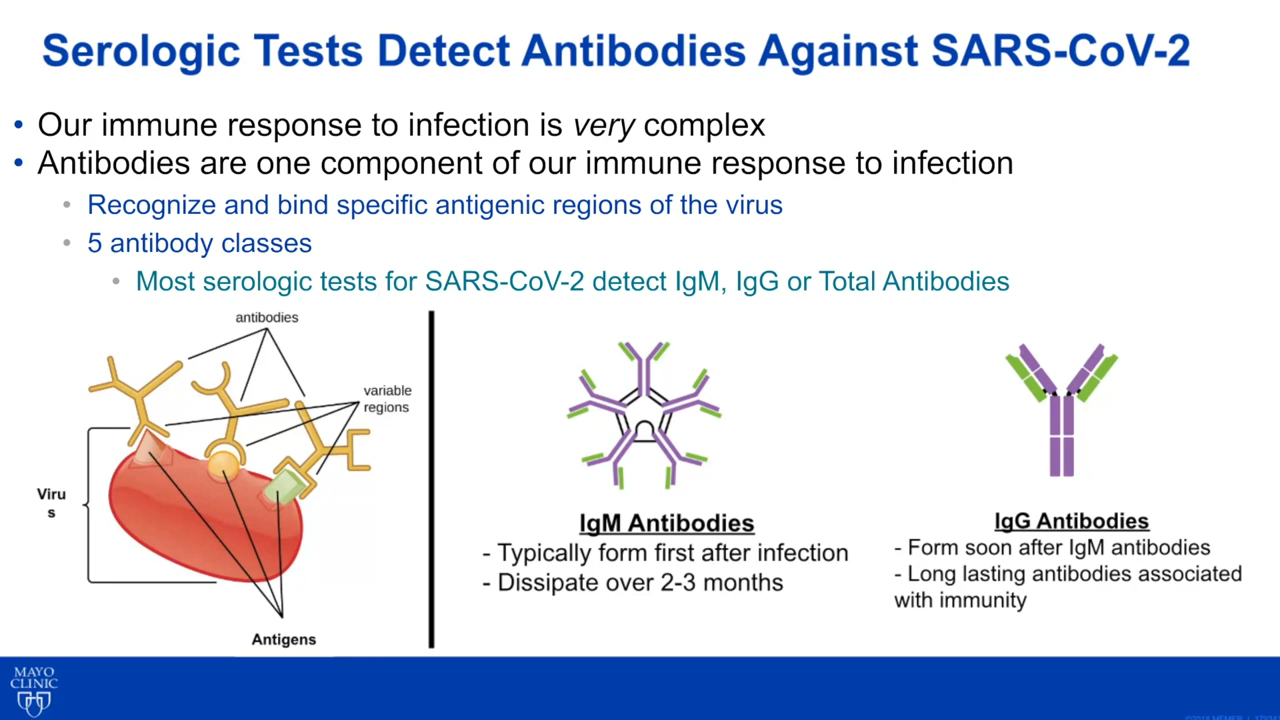 Serologic Tests Detect Antibodies Against SARS-CoV-2
• Our immune response to infection is very complex
• Antibodies are one component of our immune response to infection
• Recognize and bind specific antigenic regions of the virus
• 5 antibody classes
• Most serologic tests for SARS-CoV-2 detect IgM, IgG or Total Antibodies
antibodies
variable
regions
Viru
s
Antigens
IgM Antibodies
- Typically form first after infection
- Dissipate over 2-3 months
IgG Antibodies
- Form soon after IgM antibodies
- Long lasting antibodies associated
with immunity
MAYO
CLINIC